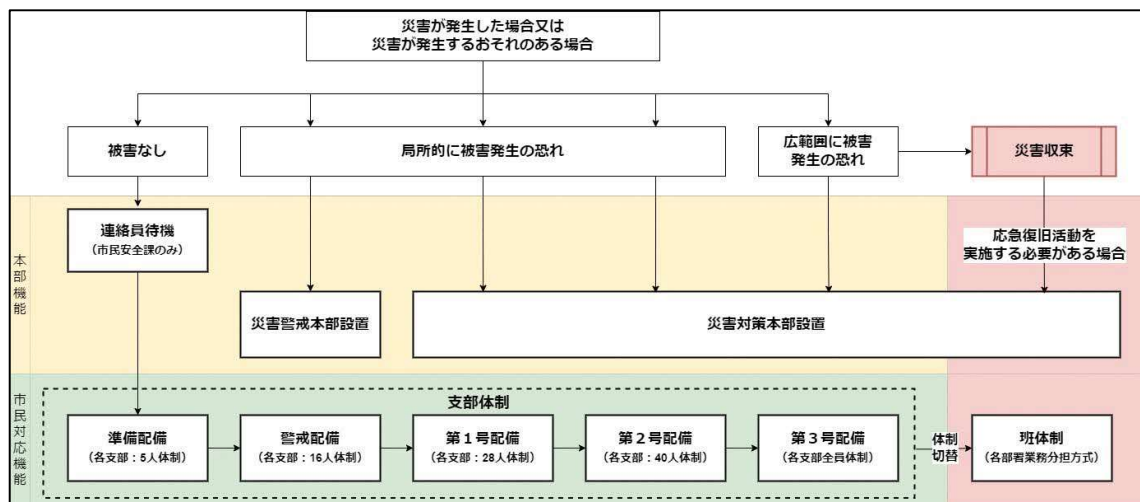 災害が発生した場合又は
災害が発生するおそれのある場合
被害なし
局所的に被害発生の恐れ
広範囲に被害
発生の恐れ
災害収束
本部機能
連絡員待機
(市民安全課のみ)
応急復旧活動を
実施する必要がある場合
災害警戒本部設置
災害対策本部設置
市民対応機能
支部体制
準備配備
(各支部：5人体制)
警戒配備
(各支部：16人体制)
第１号配備
(各支部：28人体制)
第２号配備
(各支部：40人体制)
第３号配備
(各支部全員体制)
体制
切替
班体制
(各部署業務分担方式)